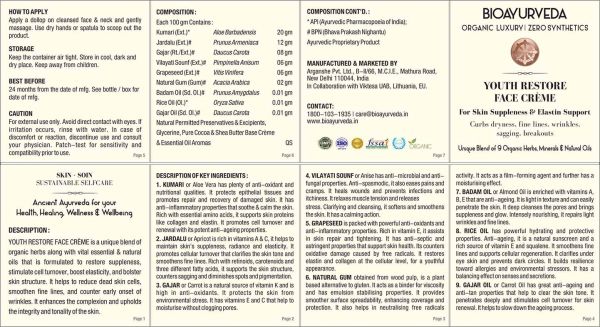 HOW TO APPLY
Apply a dollop on cleansed face & neck and gently
massage. Use dry hands or spatula to scoop out the
product.
STORAGE
Keep the container air tight. Store in cool, dark and
dry place. Keep away from children.
BEST BEFORE
24 months from the date of mfg. See bottle / box for
date of mfg.
CAUTION
For external use only. Avoid direct contact with eyes. If
irritation occurs, rinse with water. In case of
discomfort or reaction, discontinue use and consult
your physician. Patch-test for sensitivity and
compatibility prior to use.
Page 5
COMPOSITION :
Each 100 gm Contains :
Kumari (Ext.)* Aloe Barbadensis 20 gm
Jardalu (Ext.)# Prunus Armeniaca 12 gm
Gajar (Rt./Ext.)# Daucus Carota 08 gm
Vilayati Sounf (Ext.)# Pimpinella Anisum 06 gm
Grapeseed (Ext.)# Vitis Vinifera 06 gm
Natural Gum (Gum)# Acacia Arabica 02 gm
Badam Oil (Sd. Ol.)# Prunus Amygdalus 0.01 gm
Rice Oil (Ol.)* Oryza Sativa 0.01 gm
Gajar Oil (Sd. Ol.)# Daucus Carota 0.01 gm
Natural Permitted Preservatives & Excipients,
Glycerine, Pure Cocoa & Shea Butter Base Crème
& Essential Oil Aromas QS
Page 6
COMPOSITION CONT'D. :
* API (Ayurvedic Pharmacopoeia of India);
# BPN (Bhava Prakash Nighantu)
Ayurvedic Proprietary Product
MANUFACTURED & MARKETED BY
Arganshe Pvt. Ltd., B-II/66, M.C.I.E., Mathura Road,
New Delhi 110044, India
In Collaboration with Viktesa UAB, Lithuania, EU.
CONTACT:
1800-103-1935 | care@bioayurveda.in
www.bioayurveda.in
fssai
ORGANIC
Page 7
BIOAYURVEDA
ORGANIC LUXURY | ZERO SYNTHETICS
YOUTH RESTORE
FACE CRÈME
For Skin Suppleness & Elastin Support
Curbs dryness, fine lines, wrinkles,
sagging, breakouts
Unique Blend of 9 Organic Herbs, Minerals & Natural Oils
SKIN · SOIN
SUSTAINABLE SELFCARE
Ancient Ayurveda for your
Health, Healing, Wellness & Wellbeing
DESCRIPTION :
YOUTH RESTORE FACE CRÈME is a unique blend of
organic herbs along with vital essential & natural
oils that is formulated to restore suppleness,
stimulate cell turnover, boost elasticity, and bolster
skin structure. It helps to reduce dead skin cells,
smoothen fine lines, and counter early onset of
wrinkles. It enhances the complexion and upholds
the integrity and tonality of the skin.
Page 1
DESCRIPTION OF KEY INGREDIENTS :
1. KUMARI or Aloe Vera has plenty of anti-oxidant and
nutritional qualities. It protects epithelial tissues and
promotes repair and recovery of damaged skin. It has
anti-inflammatory properties that soothe & calm the skin.
Rich with essential amino acids, it supports skin proteins
like collagen and elastin. It promotes cell turnover and
renewal with its potent anti-ageing properties.
2. JARDALU or Apricot is rich in vitamins A & C, it helps to
maintain skin's suppleness, radiance and elasticity. It
promotes cellular turnover that clarifies the skin tone and
smoothens fine lines. Rich with retinoids, carotenoids and
three different fatty acids, it supports the skin structure,
counters sagging and diminishes spots and pigmentation.
3. GAJAR or Carrot is a natural source of vitamin K and is
high in anti-oxidants. It protects the skin from
environmental stress. It has vitamins E and C that help to
moisturise without clogging pores.
Page 2
4. VILAYATI SOUNF or Anise has anti-microbial and anti-
fungal properties. Anti-spasmodic, it also eases pains and
cramps. It heals wounds and prevents infections and
itchiness. It relaxes muscle tension and releases
stress. Clarifying and cleansing, it softens and smoothens
the skin. It has a calming action.
5. GRAPESEED is packed with powerful anti-oxidants and
anti-inflammatory properties. Rich in vitamin E, it assists
in skin repair and tightening. It has anti-septic and
astringent properties that support skin health. Its counters
oxidative damage caused by free radicals. It restores
elastin and collagen at the cellular level, for a youthful
appearance.
6. NATURAL GUM obtained from wood pulp, is a plant
based alternative to gluten. It acts as a binder for viscosity
and has emulsion stabilising properties. It provides
smoother surface spreadability, enhancing coverage and
protection. It also helps in neutralising free radicals
Page 3
activity. It acts as a film-forming agent and further has a
moisturising effect.
7. BADAM OIL or Almond Oil is enriched with vitamins A,
B, E that are anti-ageing. It is light in texture and can easily
penetrate the skin. It deep cleanses the pores and brings
suppleness and glow. Intensely nourishing, it repairs light
wrinkles and fine lines.
8. RICE OIL has powerful hydrating and protective
properties. Anti-ageing, it is a natural sunscreen and a
rich source of vitamin E and squalene. It smoothens fine
lines and supports cellular regeneration. It clarifies under
eye skin and prevents dark circles. It builds resilience
toward allergies and environmental stressors. It has a
balancing effect on senses and secretions.
9. GAJAR OIL or Carrot Oil has great anti-ageing and
anti-tan properties that help to clear the skin tone. It
penetrates deeply and stimulates cell turnover for skin
renewal. It helps to slow down the ageing process.
Page 4